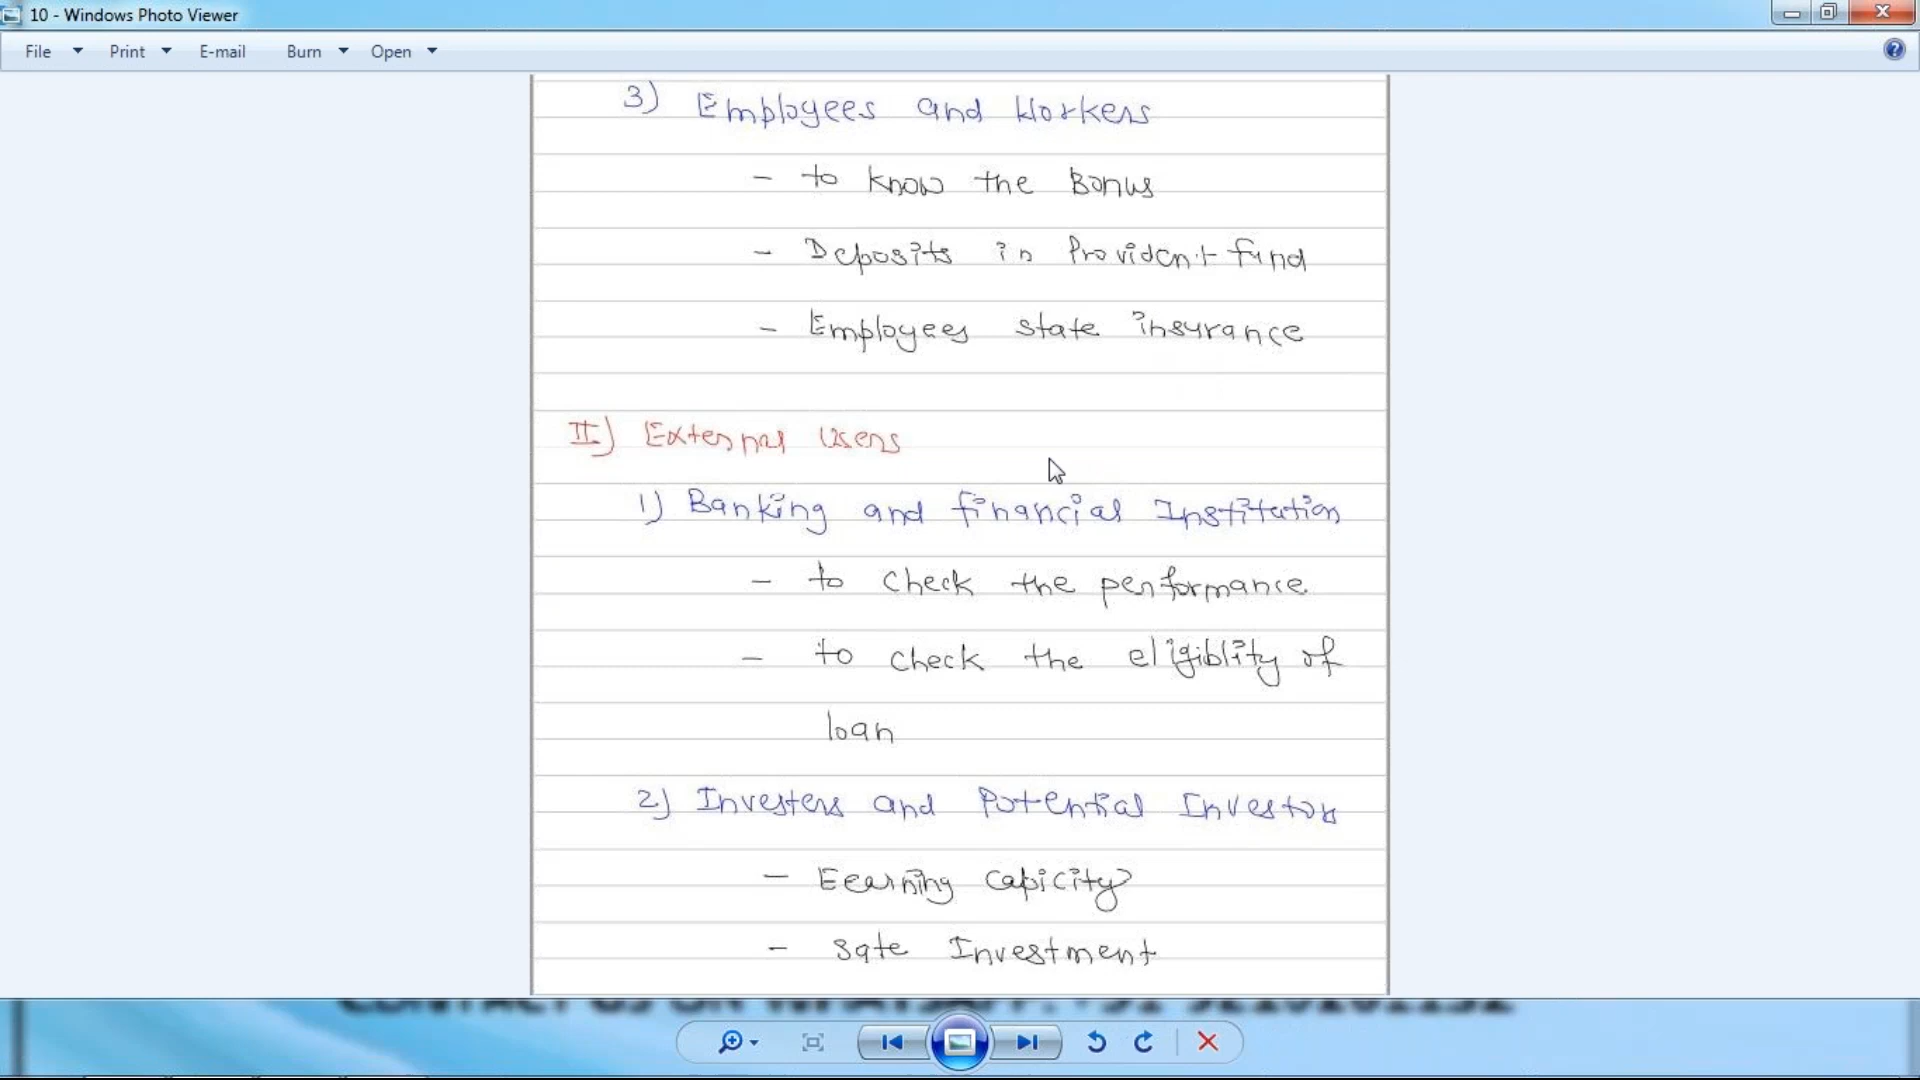 10 - Windows Photo Viewer
File Print E-mail Burn Open
3) Employees and Workers
- to know the Bonus
- Deposits in Provident fund
- Employees state insurance
II) External Users
1) Banking and financial Institution
- to check the performance
- to check the eligiblity of
loan
2) Investers and Potential Investor
- Eearning Capicity
- Safe Investment